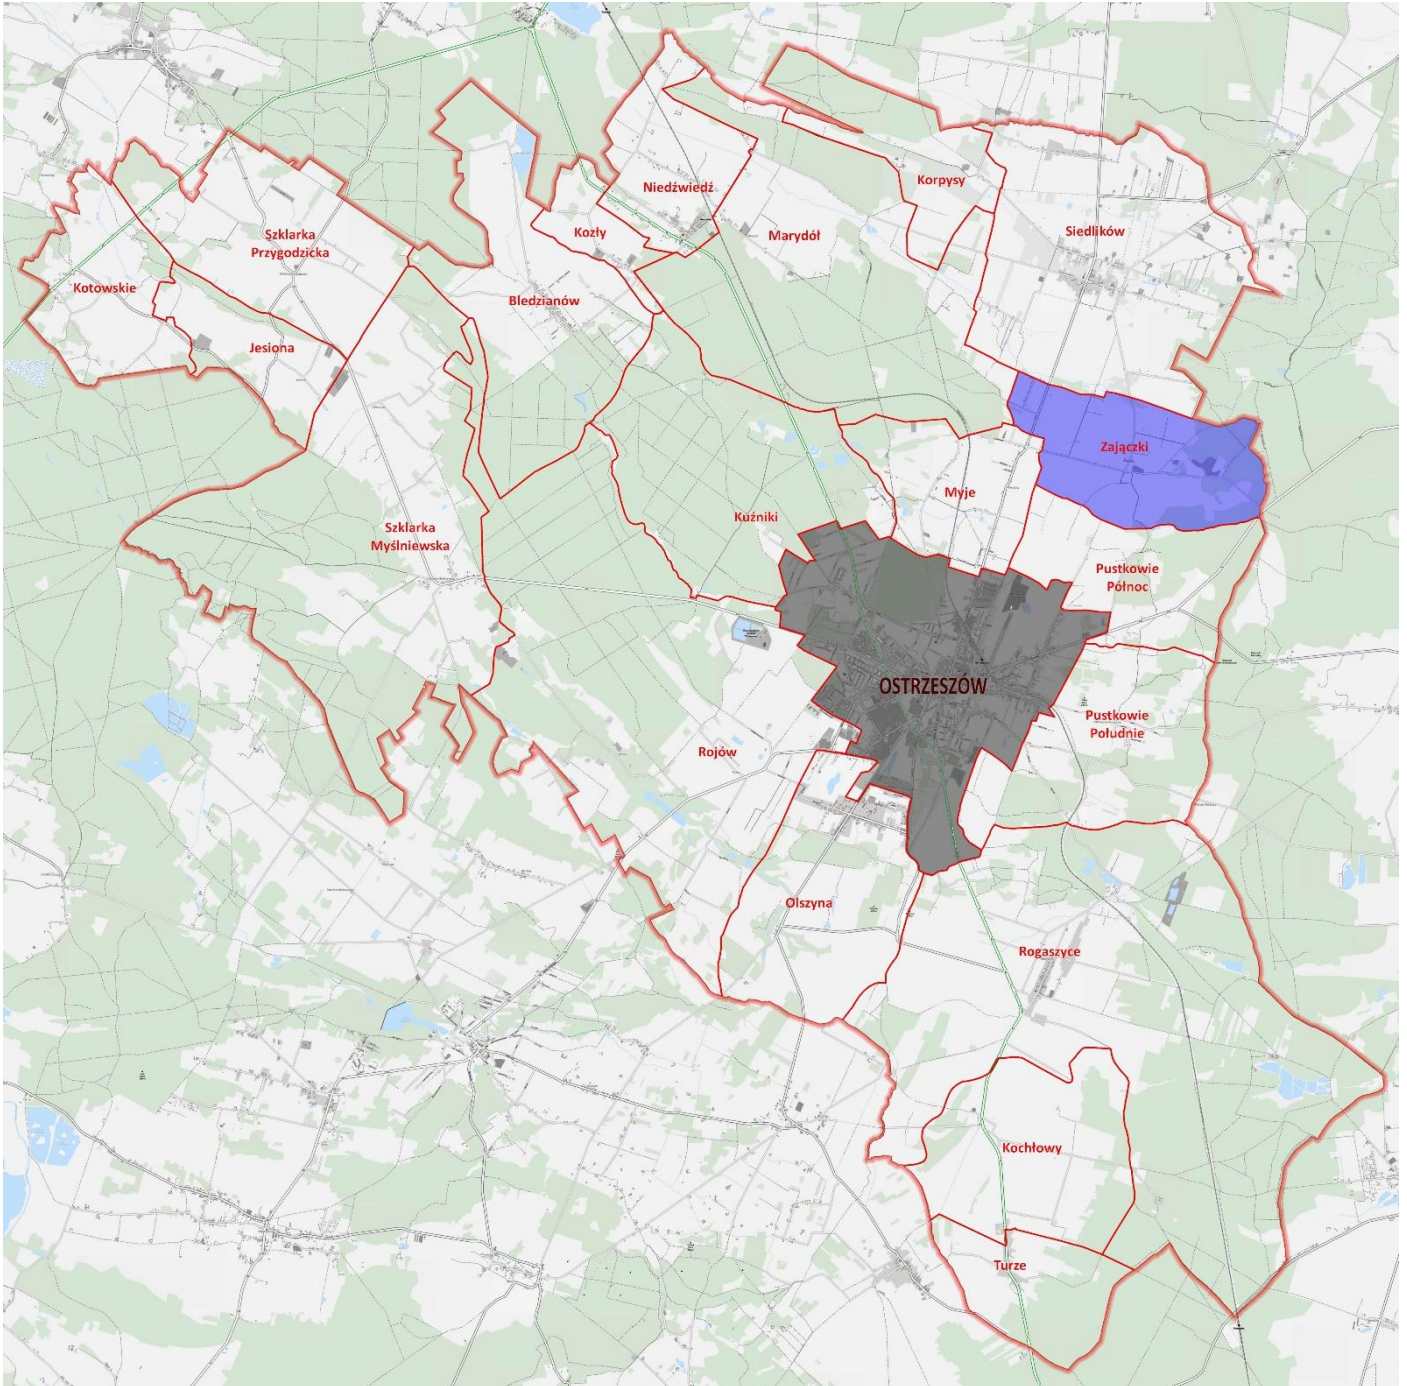 Niedźwiedź
Korpysy
Szklarka
Przygodzicka
Kozły
Marydół
Siedlików
Kotowskie
Bledzianów
Jesiona
Zajączki
Myje
Szklarka
Myślniewska
Kuźniki
Pustkowie
Północ
OSTRZESZÓW
Pustkowie
Południe
Rojów
Olszyna
Rogaszyce
Kochłowy
Turze